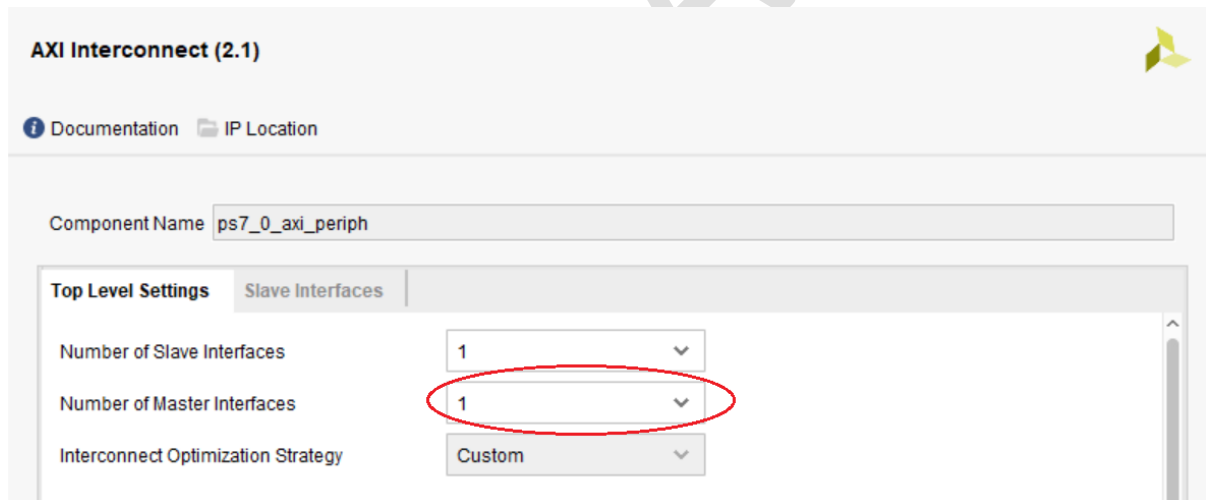 AXI Interconnect (2.1)
Documentation IP Location
Component Name ps7_0_axi_periph
Top Level Settings Slave Interfaces
Number of Slave Interfaces 1
Number of Master Interfaces 1
Interconnect Optimization Strategy Custom